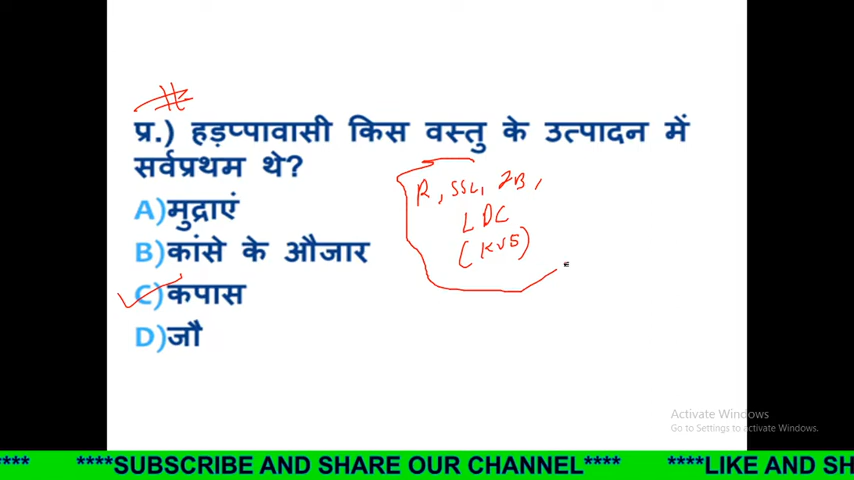 प्र.) हड़प्पावासी किस वस्तु के उत्पादन में
सर्वप्रथम थे?
A)मुद्राएं
B)कांसे के औजार
C)कपास
D)जौ
R, SSC, IB,
LDC
(KVS)
Activate Windows
Go to Settings to activate Windows.
**** ****SUBSCRIBE AND SHARE OUR CHANNEL**** ****LIKE AND SH